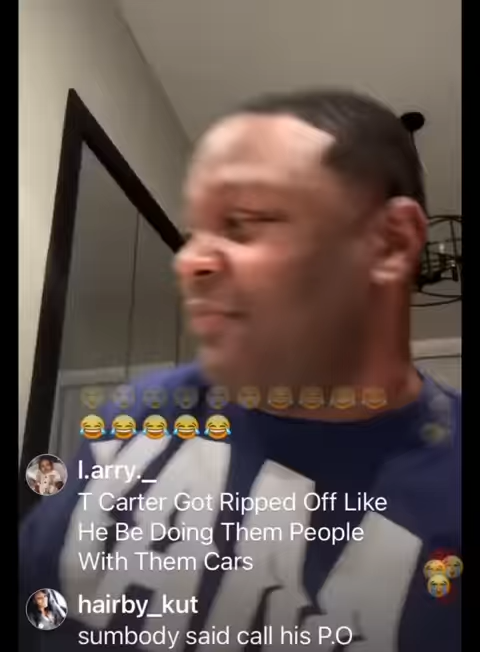 l.arry._
T Carter Got Ripped Off Like
He Be Doing Them People
With Them Cars
hairby_kut
sumbody said call his P.O